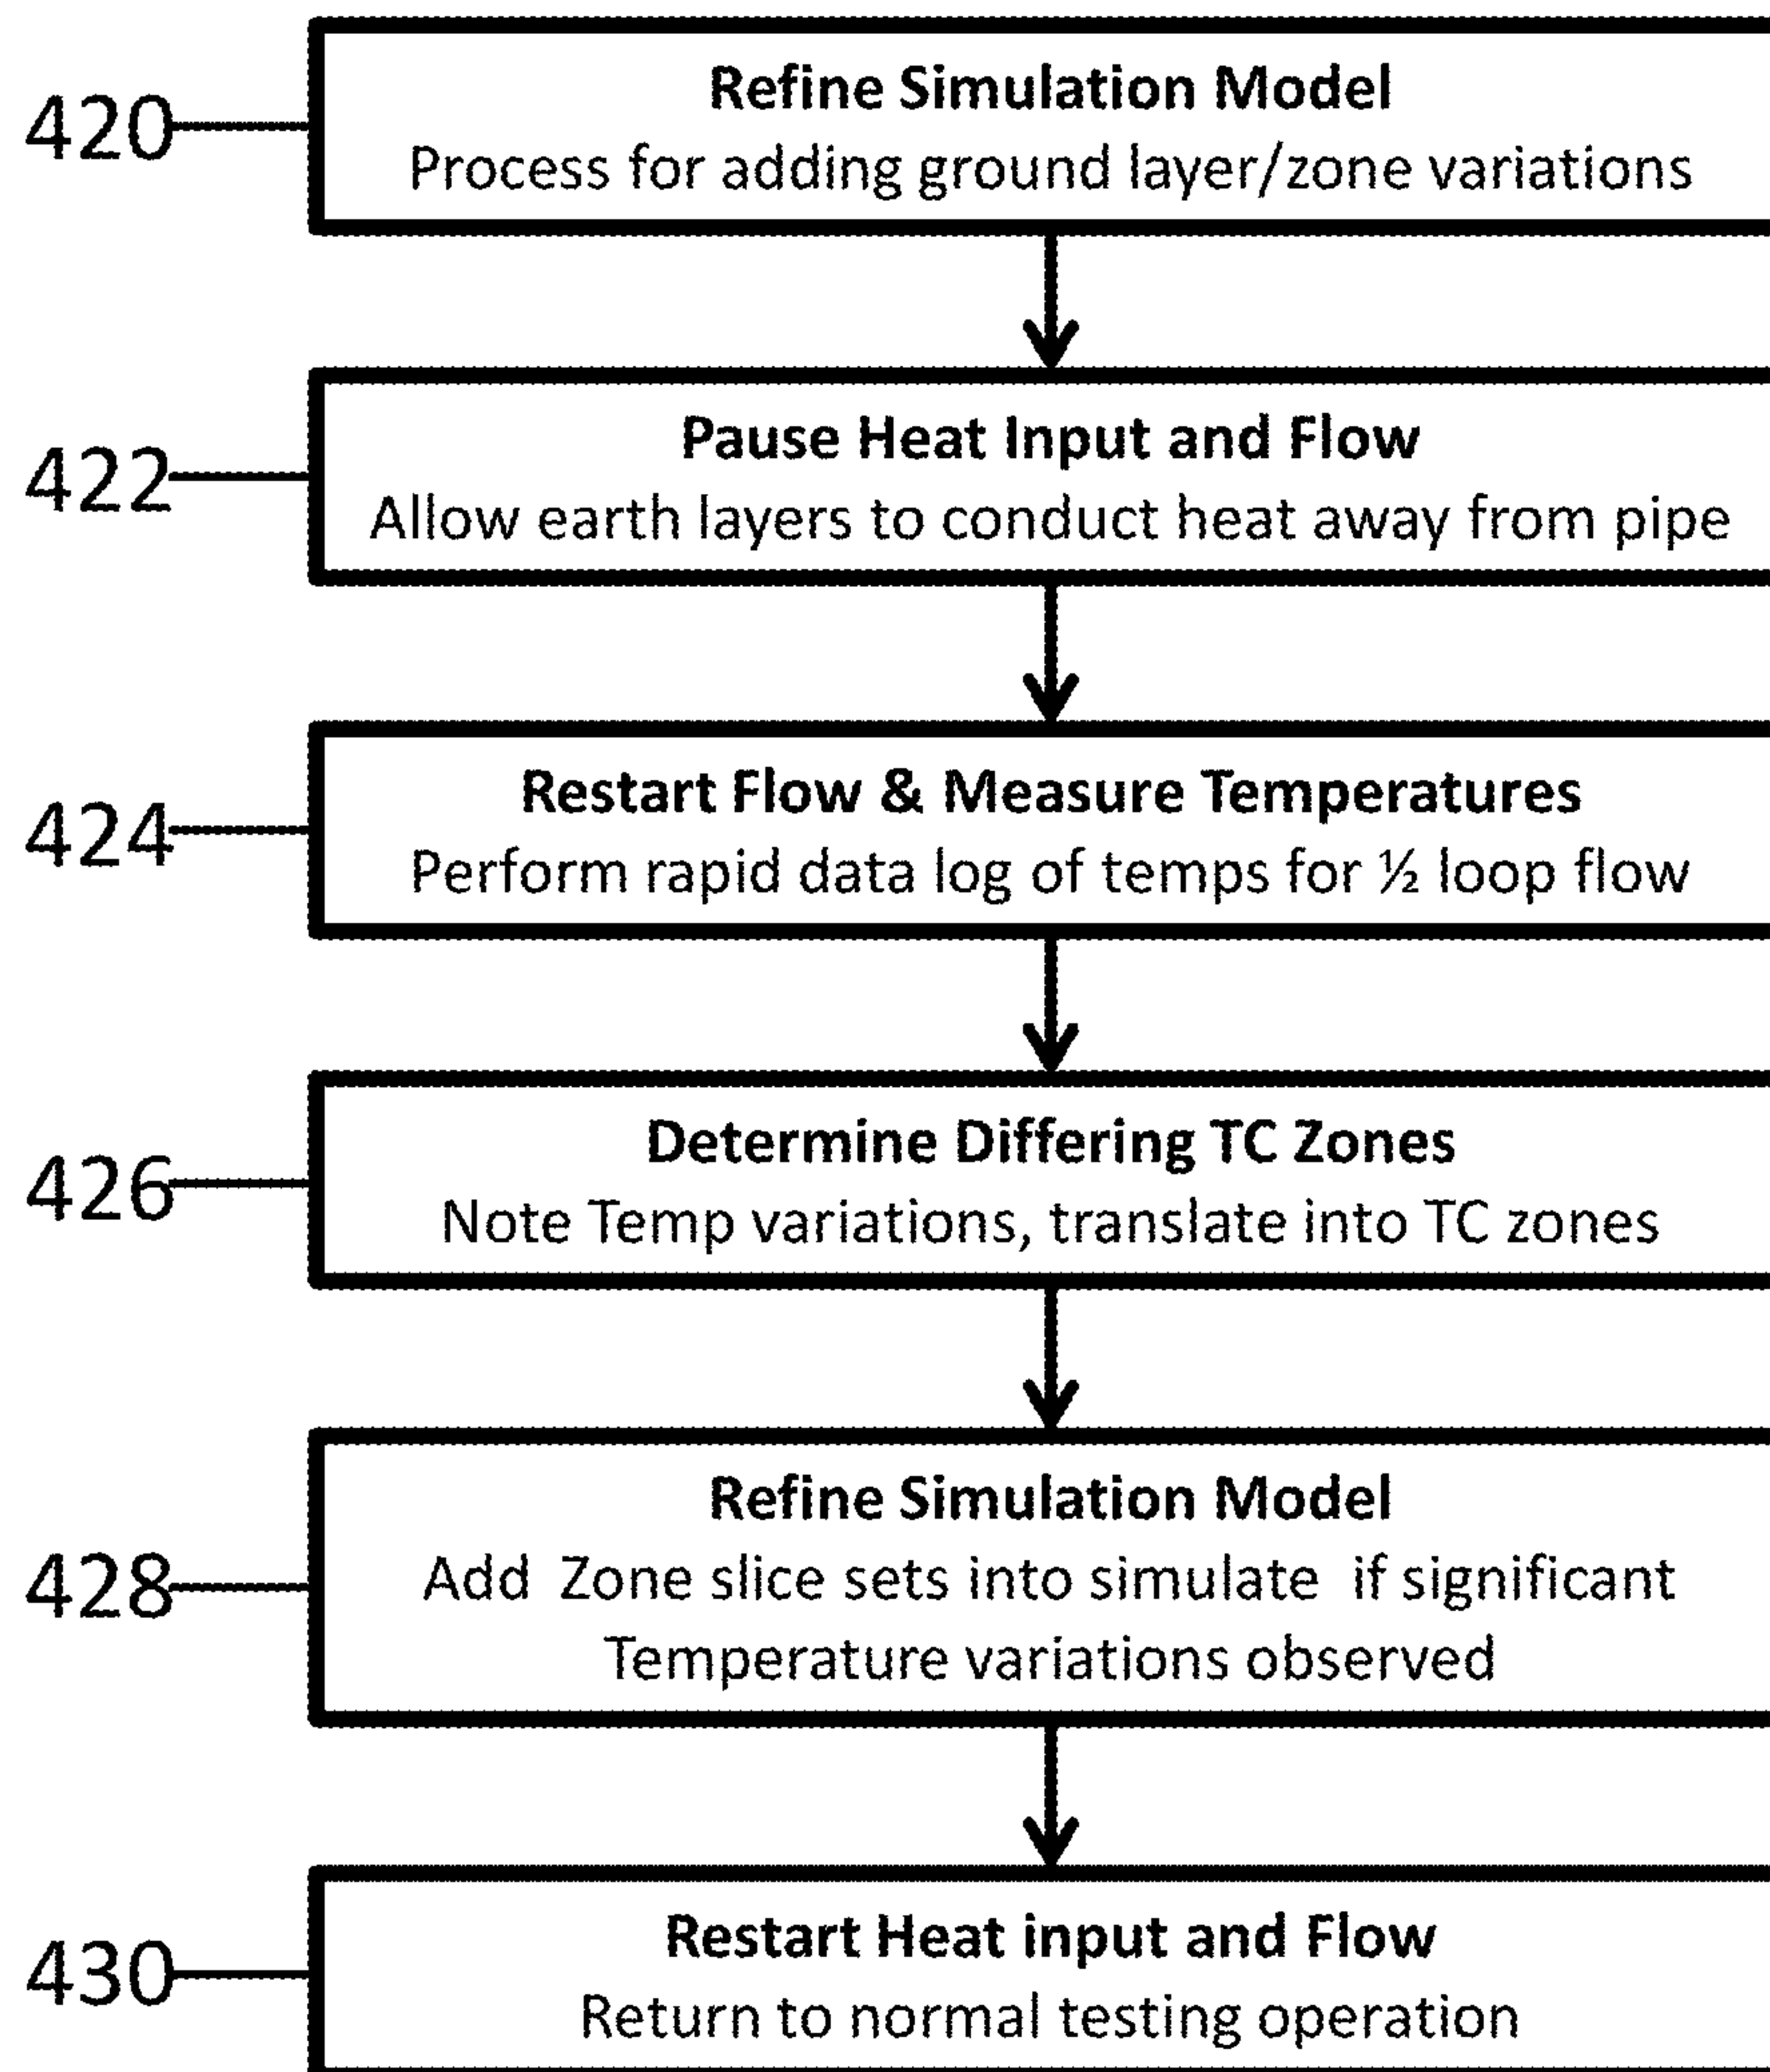 420
Refine Simulation Model
Process for adding ground layer/zone variations
422
Pause Heat Input and Flow
Allow earth layers to conduct heat away from pipe
424
Restart Flow & Measure Temperatures
Perform rapid data log of temps for ½ loop flow
426
Determine Differing TC Zones
Note Temp variations, translate into TC zones
428
Refine Simulation Model
Add Zone slice sets into simulate if significant
Temperature variations observed
430
Restart Heat input and Flow
Return to normal testing operation